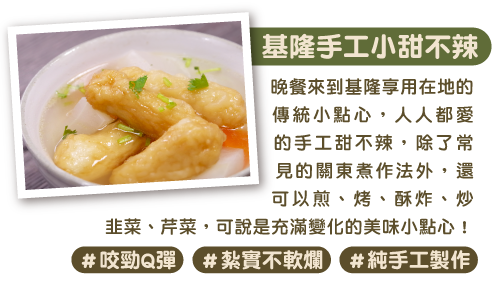 基隆手工小甜不辣
晚餐來到基隆享用在地的
傳統小點心，人人都愛
的手工甜不辣，除了常
見的關東煮作法外，還
可以煎、烤、酥炸、炒
韭菜、芹菜，可說是充滿變化的美味小點心！
#咬勁Q彈 #紮實不軟爛 #純手工製作